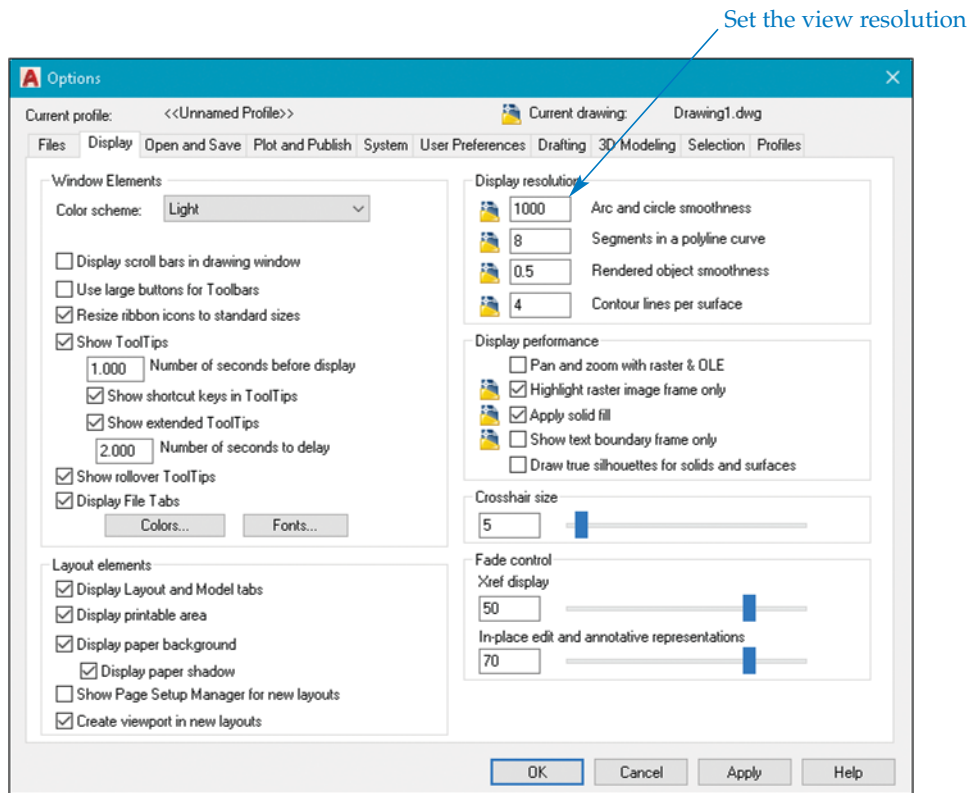 Set the view resolution
Options
Current profile: <<Unnamed Profile>> Current drawing: Drawing1.dwg
Files Display Open and Save Plot and Publish System User Preferences Drafting 3D Modeling Selection Profiles
Window Elements
Color scheme: Light
Display scroll bars in drawing window
Use large buttons for Toolbars
Resize ribbon icons to standard sizes
Show ToolTips
1.000 Number of seconds before display
Show shortcut keys in ToolTips
Show extended ToolTips
2.000 Number of seconds to delay
Show rollover ToolTips
Display File Tabs
Colors... Fonts...
Layout elements
Display Layout and Model tabs
Display printable area
Display paper background
Display paper shadow
Show Page Setup Manager for new layouts
Create viewport in new layouts
Display resolution
1000 Arc and circle smoothness
8 Segments in a polyline curve
0.5 Rendered object smoothness
4 Contour lines per surface
Display performance
Pan and zoom with raster & OLE
Highlight raster image frame only
Apply solid fill
Show text boundary frame only
Draw true silhouettes for solids and surfaces
Crosshair size
5
Fade control
Xref display
50
In-place edit and annotative representations
70
OK Cancel Apply Help